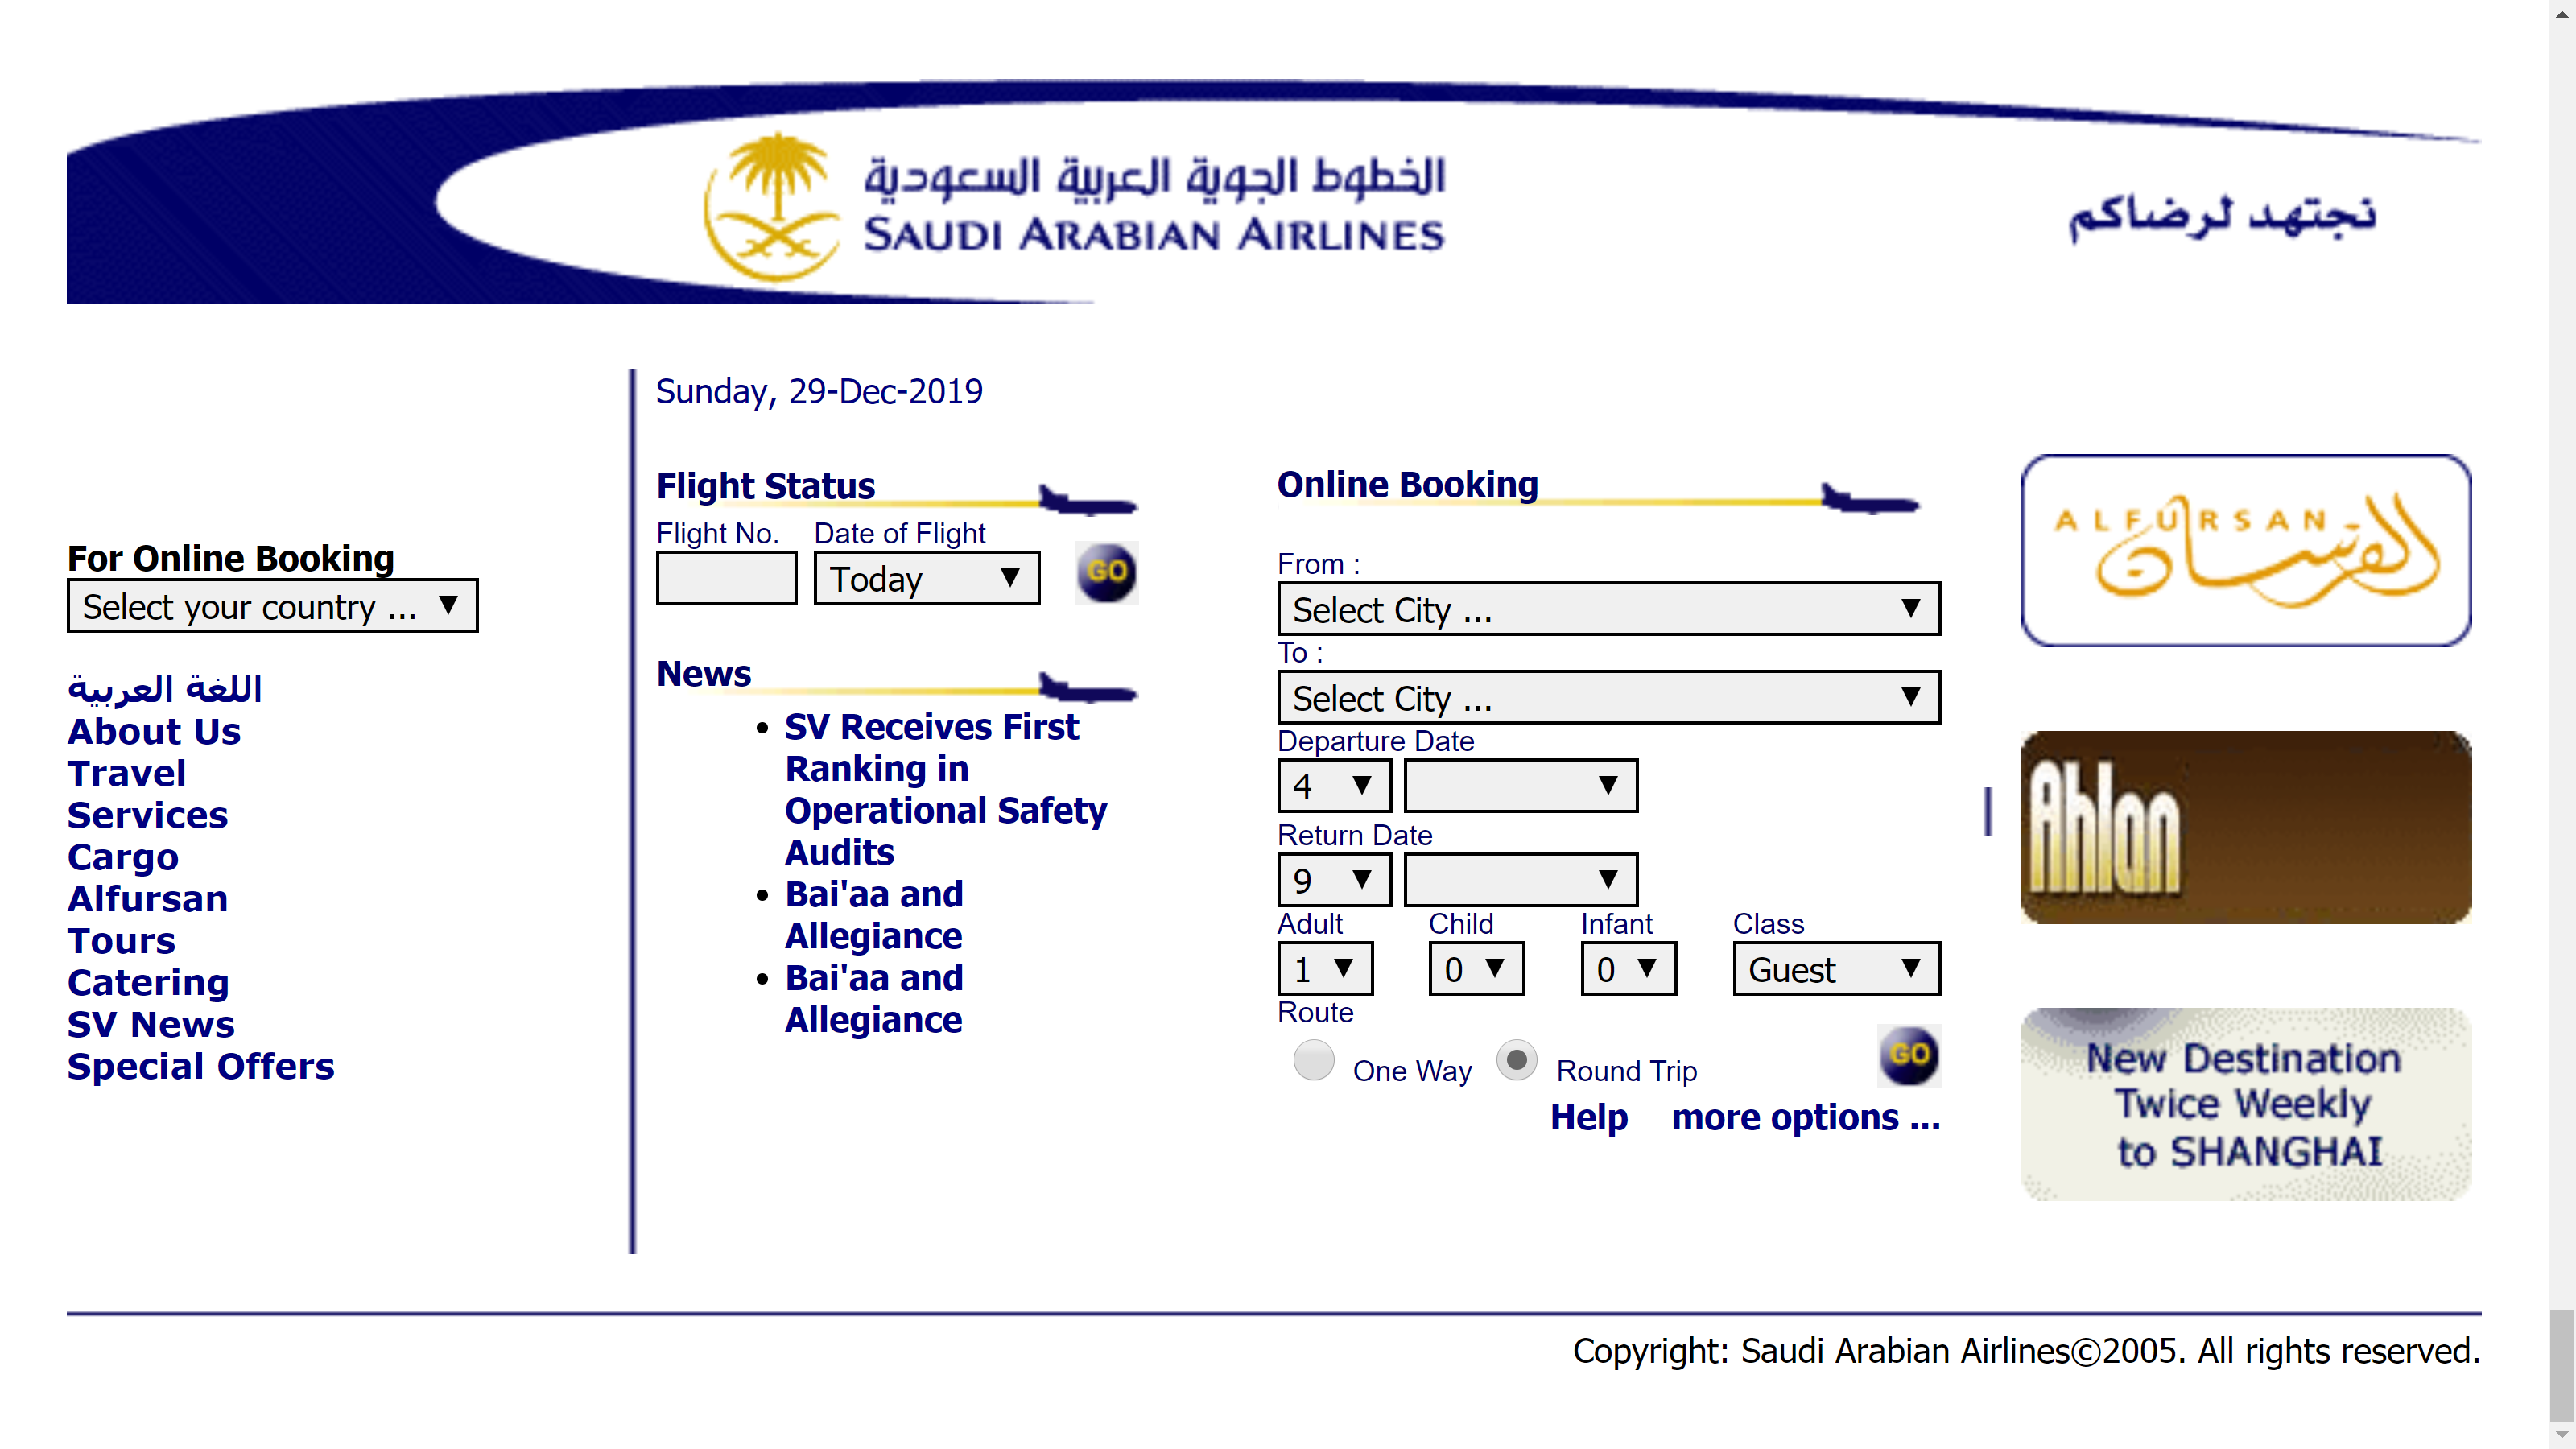 الخطوط الجوية العربية السعودية
SAUDI ARABIAN AIRLINES
نجتهد لرضاكم
For Online Booking
Select your country ...
اللغة العربية
About Us
Travel
Services
Cargo
Alfursan
Tours
Catering
SV News
Special Offers
Sunday, 29-Dec-2019
Flight Status
Flight No. Date of Flight
Today
GO
News
SV Receives First
Ranking in
Operational Safety
Audits
Bai'aa and
Allegiance
Bai'aa and
Allegiance
Online Booking
From :
Select City ...
To :
Select City ...
Departure Date
4
Return Date
9
Adult Child Infant Class
1 0 0 Guest
Route
One Way Round Trip
GO
Help more options ...
ALFURSAN
الفرسان
Ahlan
New Destination
Twice Weekly
to SHANGHAI
Copyright: Saudi Arabian Airlines©2005. All rights reserved.